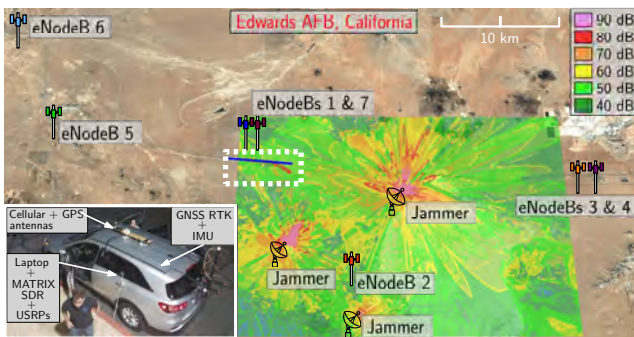 eNodeB 6
Edwards AFB, California
10 km
90 dB
80 dB
70 dB
60 dB
50 dB
40 dB
eNodeB 5
eNodeBs 1 & 7
Jammer
eNodeBs 3 & 4
Jammer
eNodeB 2
Jammer
Cellular + GPS
antennas
GNSS RTK
+
IMU
Laptop
+
MATRIX
SDR
+
USRPs